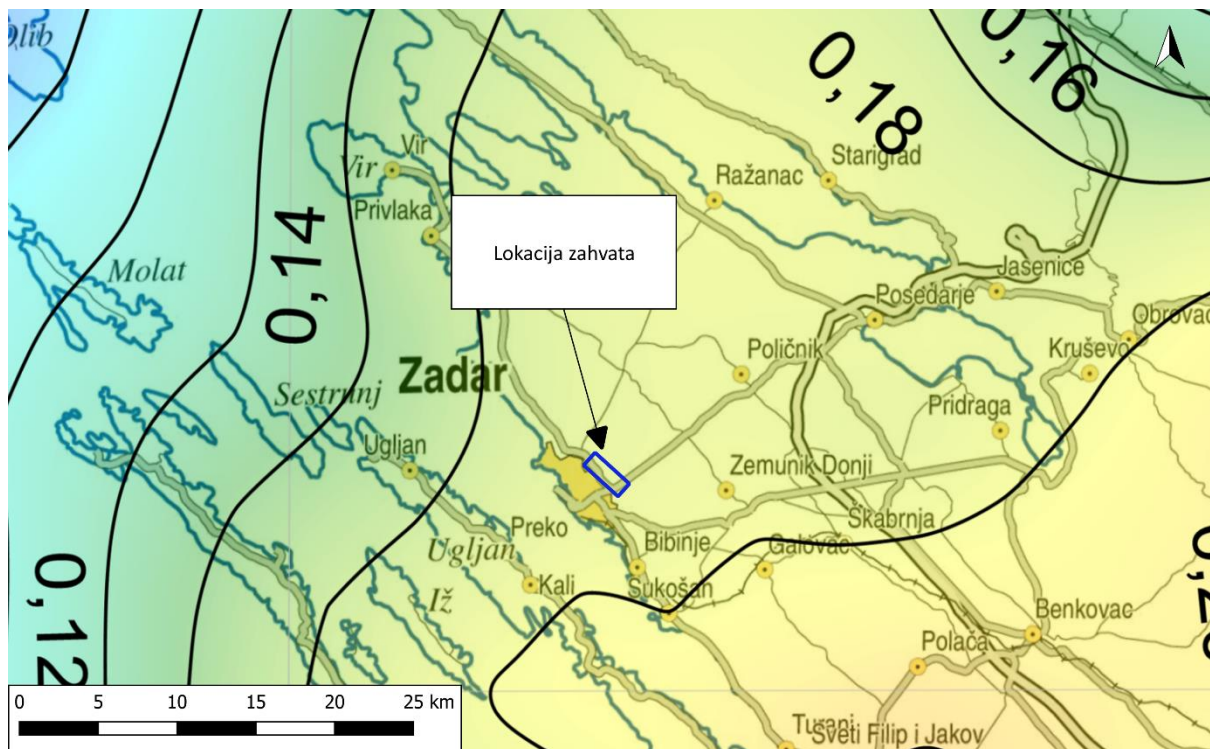 Olib
0,16
0,18
Starigrad
Vir
Vir
Ražanac
Privlaka
0,14
Lokacija zahvata
Molat
Jasenice
Posedarje
Obrovac
Poličnik
Kruševo
Zadar
Sestrunj
Pridraga
Ugljan
Zemunik Donji
Škabrnja
Preko
Bibinje
Ugljan
Galovac
0,12
Kali
Sukošan
Iž
Benkovac
Polača
0 5 10 15 20 25 km
Turanj
Sveti Filip i Jakov